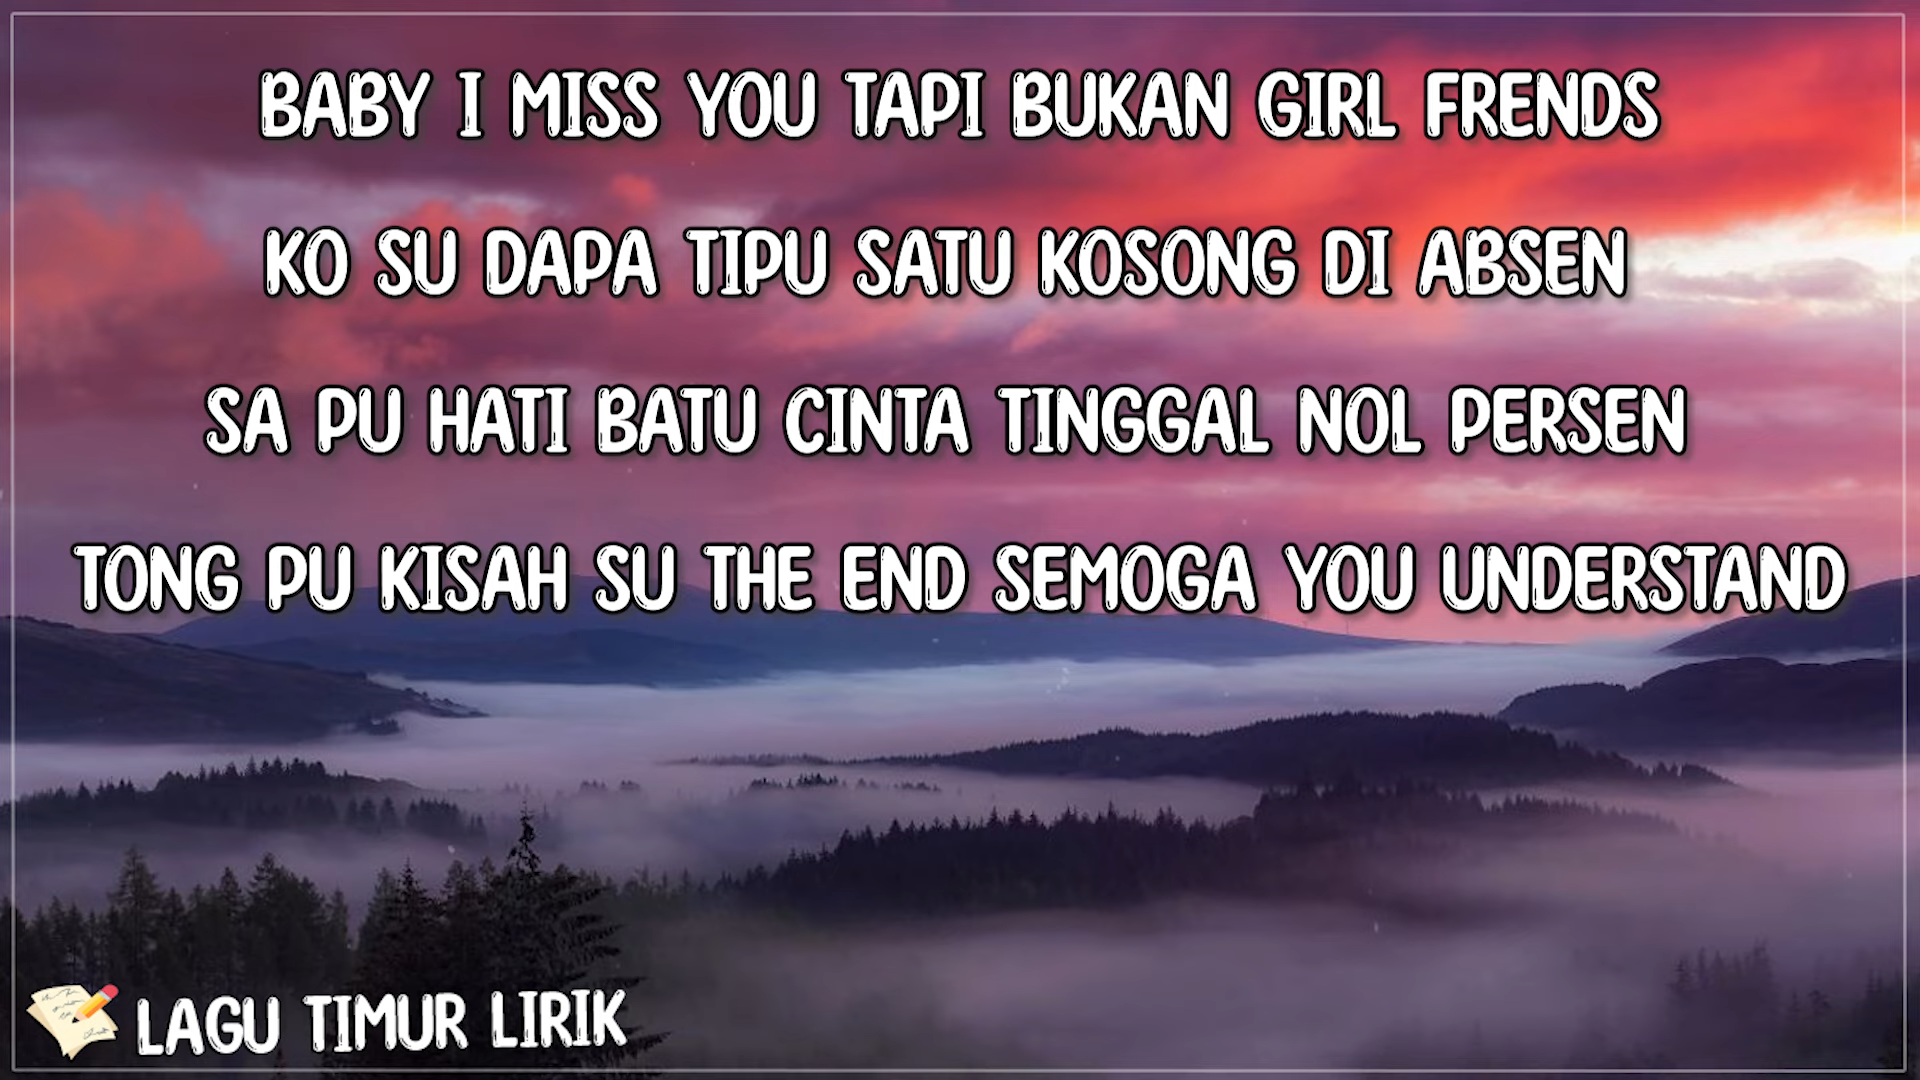 BABY I MISS YOU TAPI BUKAN GIRL FRENDS
KO SU DAPA TIPU SATU KOSONG DI ABSEN
SA PU HATI BATU CINTA TINGGAL NOL PERSEN
TONG PU KISAH SU THE END SEMOGA YOU UNDERSTAND
LAGU TIMUR LIRIK